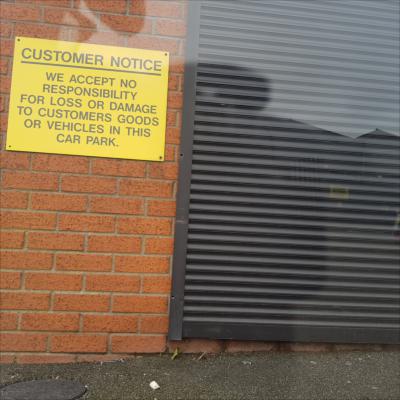 CUSTOMER NOTICE
WE ACCEPT NO
RESPONSIBILITY
FOR LOSS OR DAMAGE
TO CUSTOMERS GOODS
OR VEHICLES IN THIS
CAR PARK.